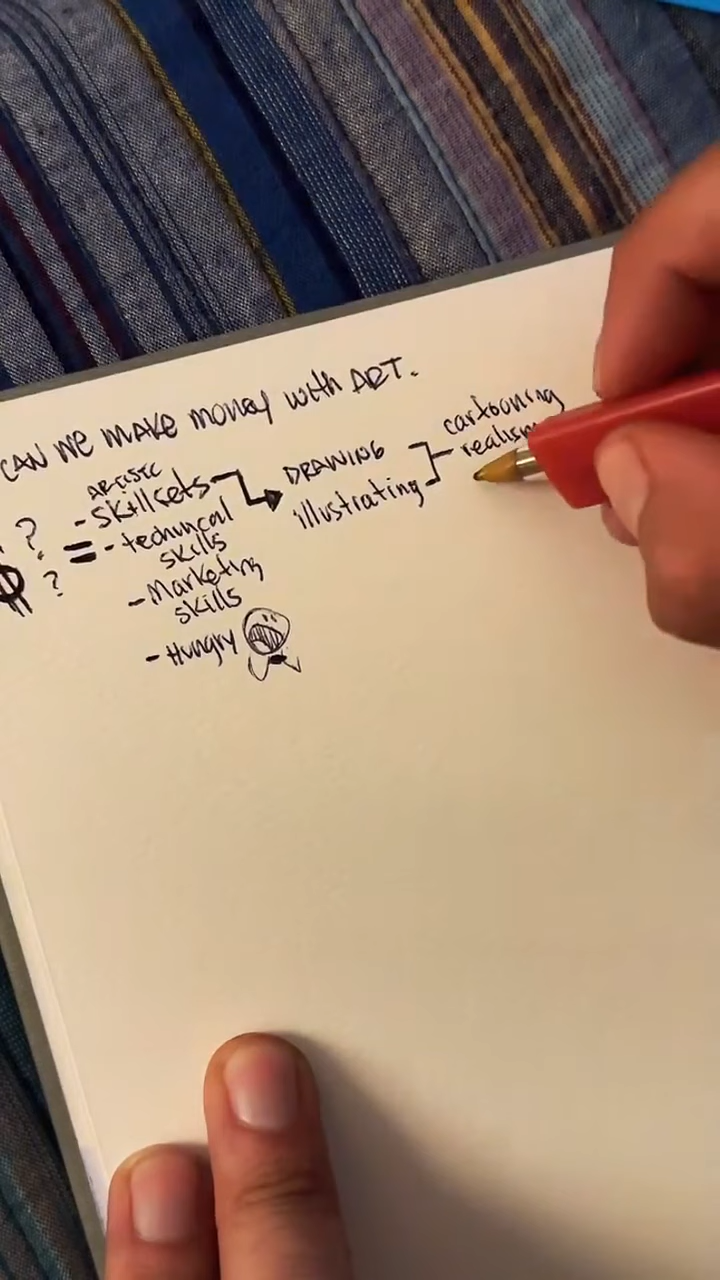 CAN WE MAKE MONEY WITH ART.
? ARTISTIC
$ ? = - skillsets
- technical
skills
- Marketing
skills
- Hungry
DRAWING
illustrating
cartooning
realism